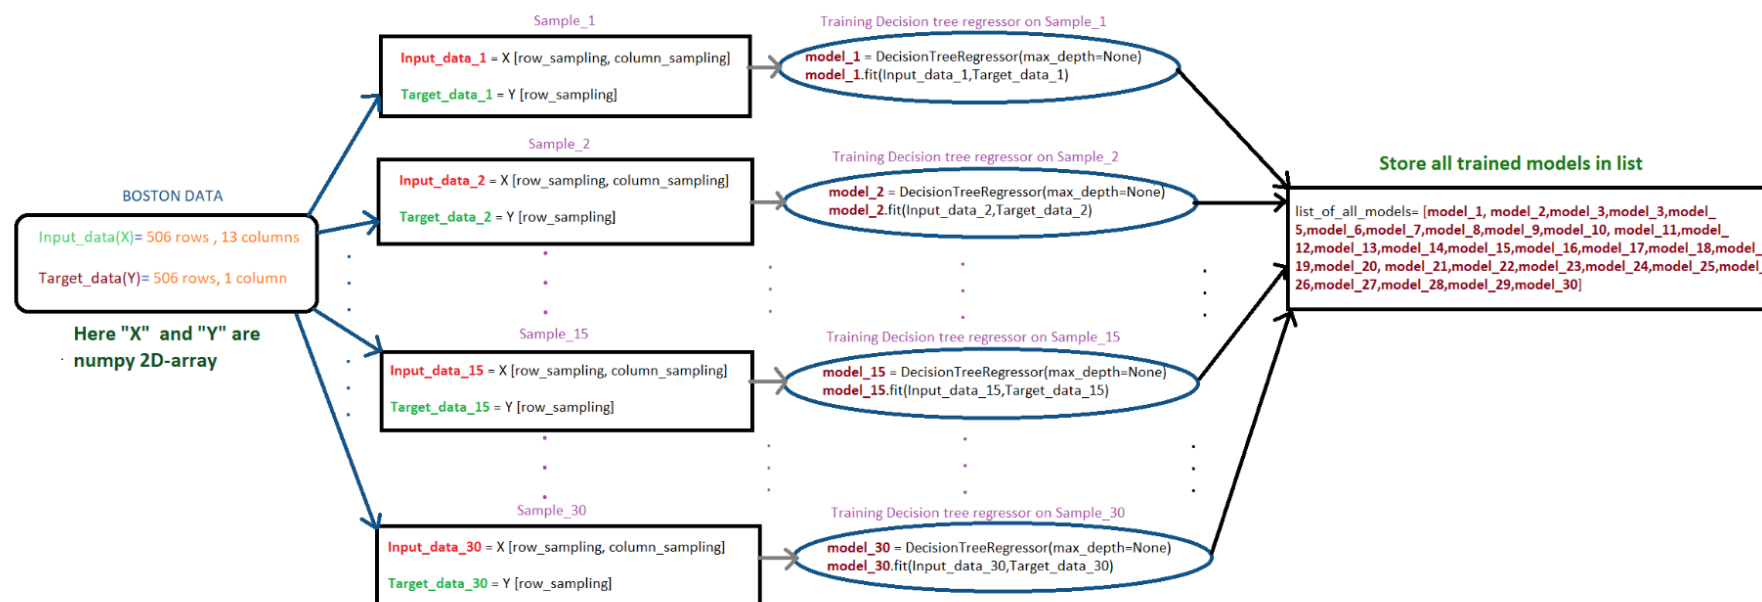 BOSTON DATA
Input_data(X)= 506 rows , 13 columns
Target_data(Y)= 506 rows, 1 column
Here "X" and "Y" are
numpy 2D-array
Sample_1
Input_data_1 = X [row_sampling, column_sampling]
Target_data_1 = Y [row_sampling]
Training Decision tree regressor on Sample_1
model_1 = DecisionTreeRegressor(max_depth=None)
model_1.fit(Input_data_1,Target_data_1)
Sample_2
Input_data_2 = X [row_sampling, column_sampling]
Target_data_2 = Y [row_sampling]
Training Decision tree regressor on Sample_2
model_2 = DecisionTreeRegressor(max_depth=None)
model_2.fit(Input_data_2,Target_data_2)
Sample_15
Input_data_15 = X [row_sampling, column_sampling]
Target_data_15 = Y [row_sampling]
Training Decision tree regressor on Sample_15
model_15 = DecisionTreeRegressor(max_depth=None)
model_15.fit(Input_data_15,Target_data_15)
Sample_30
Input_data_30 = X [row_sampling, column_sampling]
Target_data_30 = Y [row_sampling]
Training Decision tree regressor on Sample_30
model_30 = DecisionTreeRegressor(max_depth=None)
model_30.fit(Input_data_30,Target_data_30)
Store all trained models in list
list_of_all_models= [model_1, model_2,model_3,model_3,model_
5,model_6,model_7,model_8,model_9,model_10, model_11,model_
12,model_13,model_14,model_15,model_16,model_17,model_18,model_
19,model_20, model_21,model_22,model_23,model_24,model_25,model_
26,model_27,model_28,model_29,model_30]